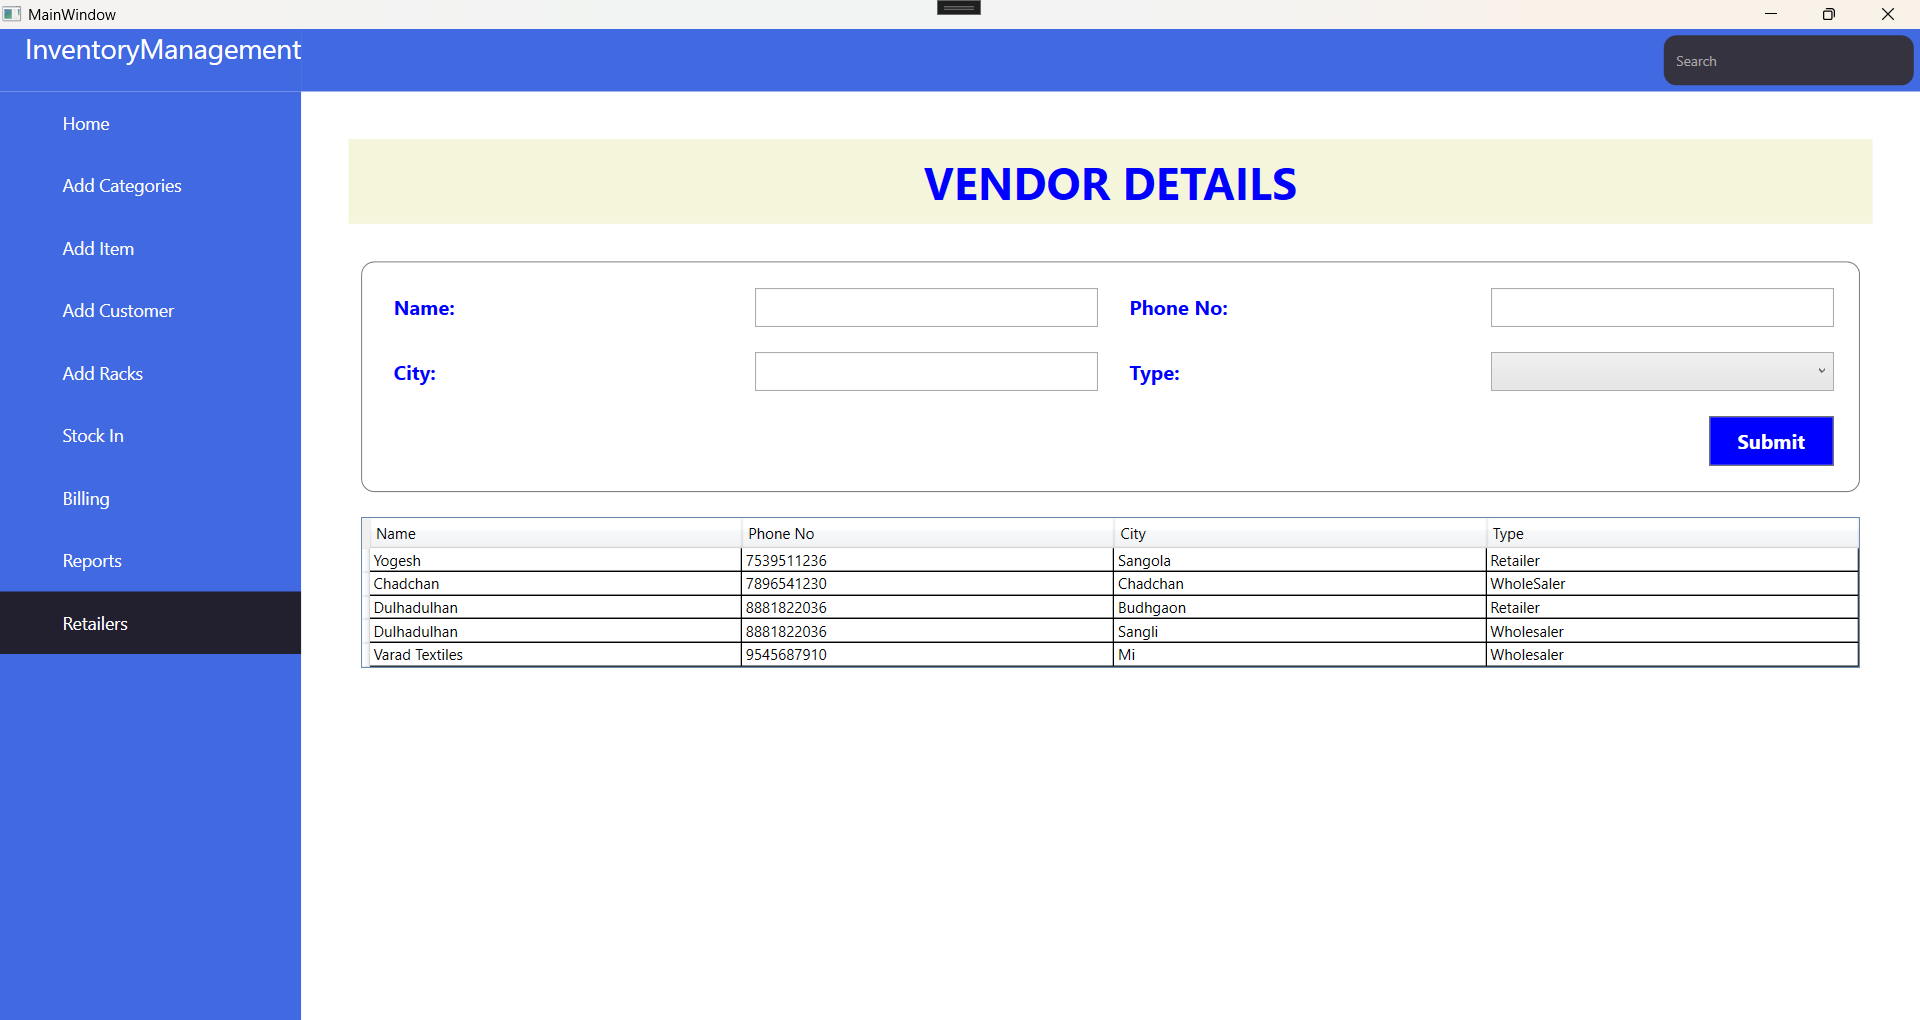 MainWindow
InventoryManagement
Search
Home
Add Categories
Add Item
Add Customer
Add Racks
Stock In
Billing
Reports
Retailers
VENDOR DETAILS
Name: Phone No:
City: Type:
Submit
Name Phone No City Type
Yogesh 7539511236 Sangola Retailer
Chadchan 7896541230 Chadchan WholeSaler
Dulhadulhan 8881822036 Budhgaon Retailer
Dulhadulhan 8881822036 Sangli Wholesaler
Varad Textiles 9545687910 Mi Wholesaler